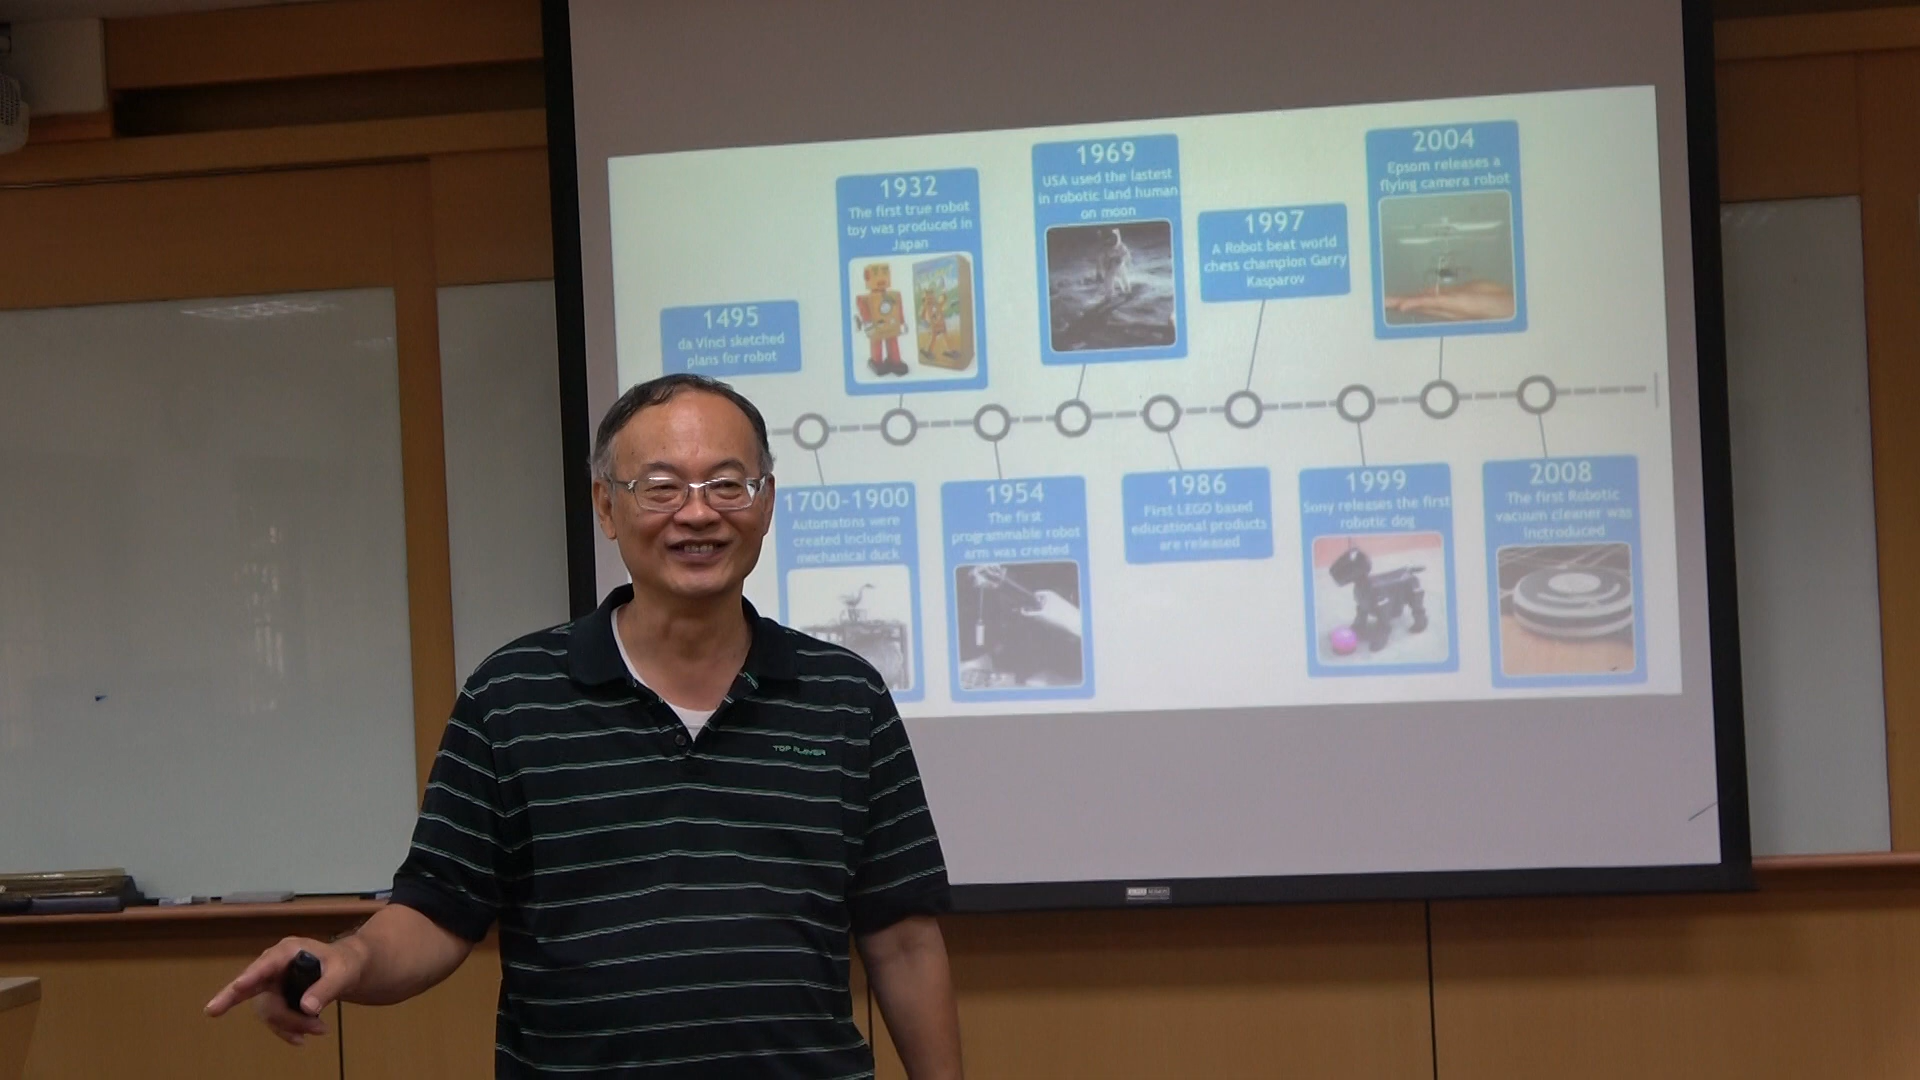 1495
da Vinci sketched
plans for robot
1700-1900
Automatons were
created including
mechanical duck
1932
The first true robot
toy was produced in
Japan
1954
The first
programmable robot
arm was created
1969
USA used the lastest
in robotic land human
on moon
1986
First LEGO based
educational products
are released
1997
A Robot beat world
chess champion Garry
Kasparov
1999
Sony releases the first
robotic dog
2004
Epsom releases a
flying camera robot
2008
The first Robotic
vacuum cleaner was
inctroduced
TOP PLAYER